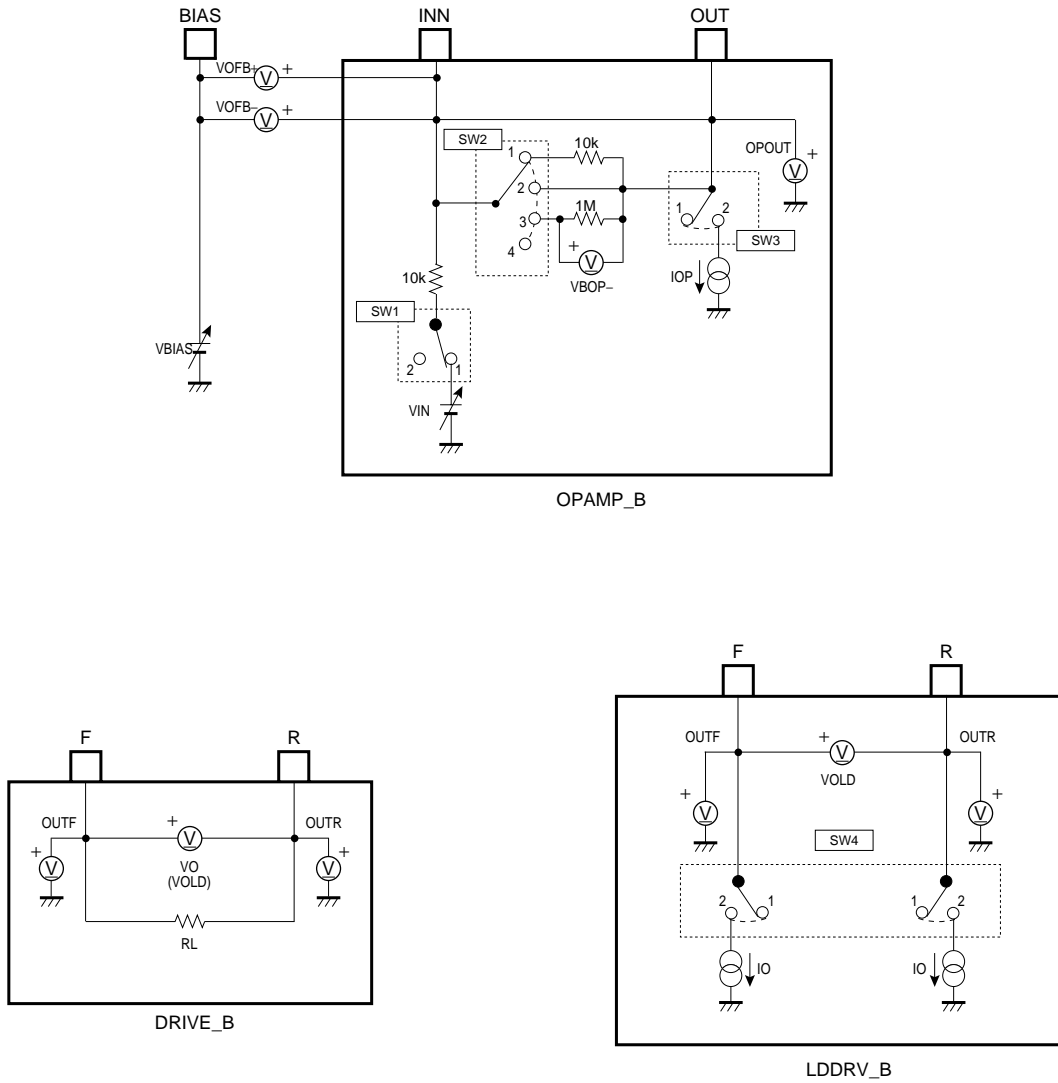 BIAS INN OUT
VOFB+ V +
VOFB− V +
SW2
1 10k
OPOUT + V
2
3 1M
4
1 2
+ V
VBOP−
SW3
10k
IOP
SW1
VBIAS
2 1
VIN
OPAMP_B
F R
OUTF + V OUTR
VOLD
+ V V +
SW4
2 1 1 2
IO IO
LDDRV_B
F R
OUTF + V OUTR
+ V VO V +
(VOLD)
RL
DRIVE_B